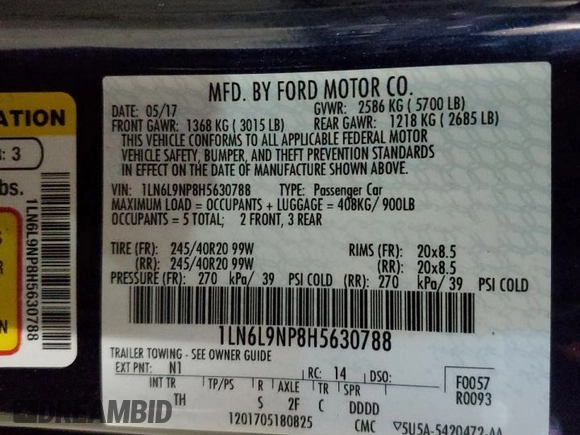 MFD. BY FORD MOTOR CO.
DATE: 05/17 GVWR: 2586 KG ( 5700 LB)
FRONT GAWR: 1368 KG ( 3015 LB) REAR GAWR: 1218 KG ( 2685 LB)
THIS VEHICLE CONFORMS TO ALL APPLICABLE FEDERAL MOTOR
VEHICLE SAFETY, BUMPER, AND THEFT PREVENTION STANDARDS
IN EFFECT ON THE DATE OF MANUFACTURE SHOWN ABOVE.
VIN: 1LN6L9NP8H5630788 TYPE: Passenger Car
MAXIMUM LOAD = OCCUPANTS + LUGGAGE = 408KG/ 900LB
OCCUPANTS = 5 TOTAL; 2 FRONT, 3 REAR
TIRE (FR): 245/40R20 99W RIMS (FR): 20x8.5
(RR): 245/40R20 99W (RR): 20x8.5
PRESSURE (FR): 270 kPa/ 39 PSI COLD (RR): 270 kPa/ 39 PSI COLD
1LN6L9NP8H5630788
TRAILER TOWING - SEE OWNER GUIDE
EXT PNT: N1 RC: 14 DSO: F0057
INT TR TP/PS R AXLE TR SPR R0093
TH S 2F C DDDD
1201705180825 CMC 5U5A-5420472-AA
ATION
: 3
bs.
S
R
N
1LN6L9NP8H5630788
DREAMBID